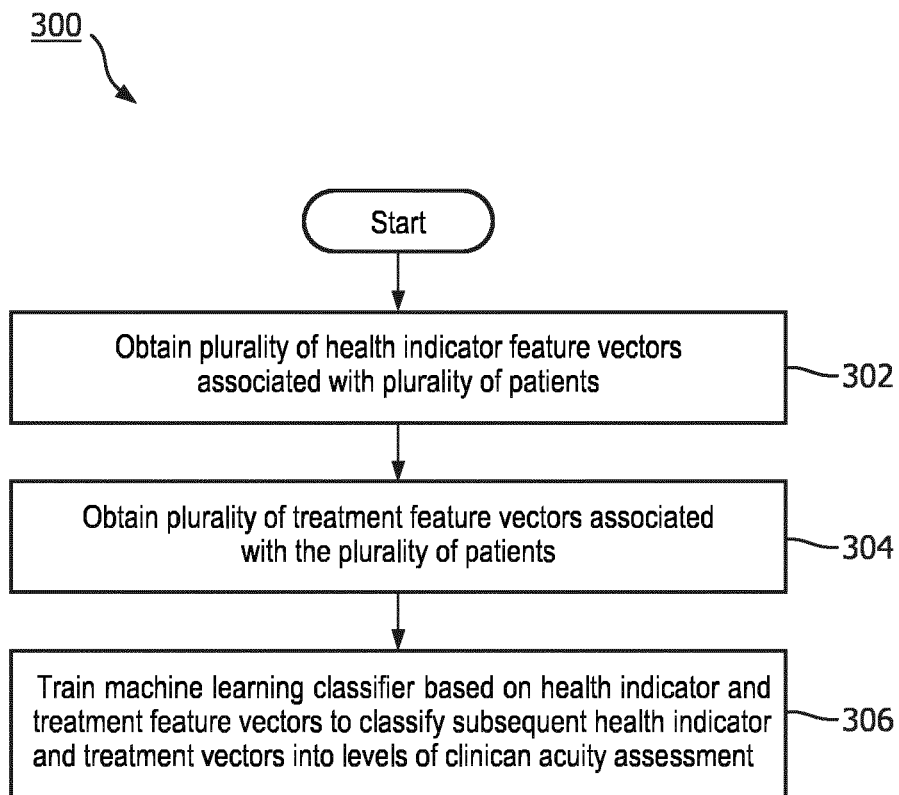 300
Start
Obtain plurality of health indicator feature vectors
associated with plurality of patients
302
Obtain plurality of treatment feature vectors associated
with the plurality of patients
304
Train machine learning classifier based on health indicator and
treatment feature vectors to classify subsequent health indicator
and treatment vectors into levels of clinican acuity assessment
306